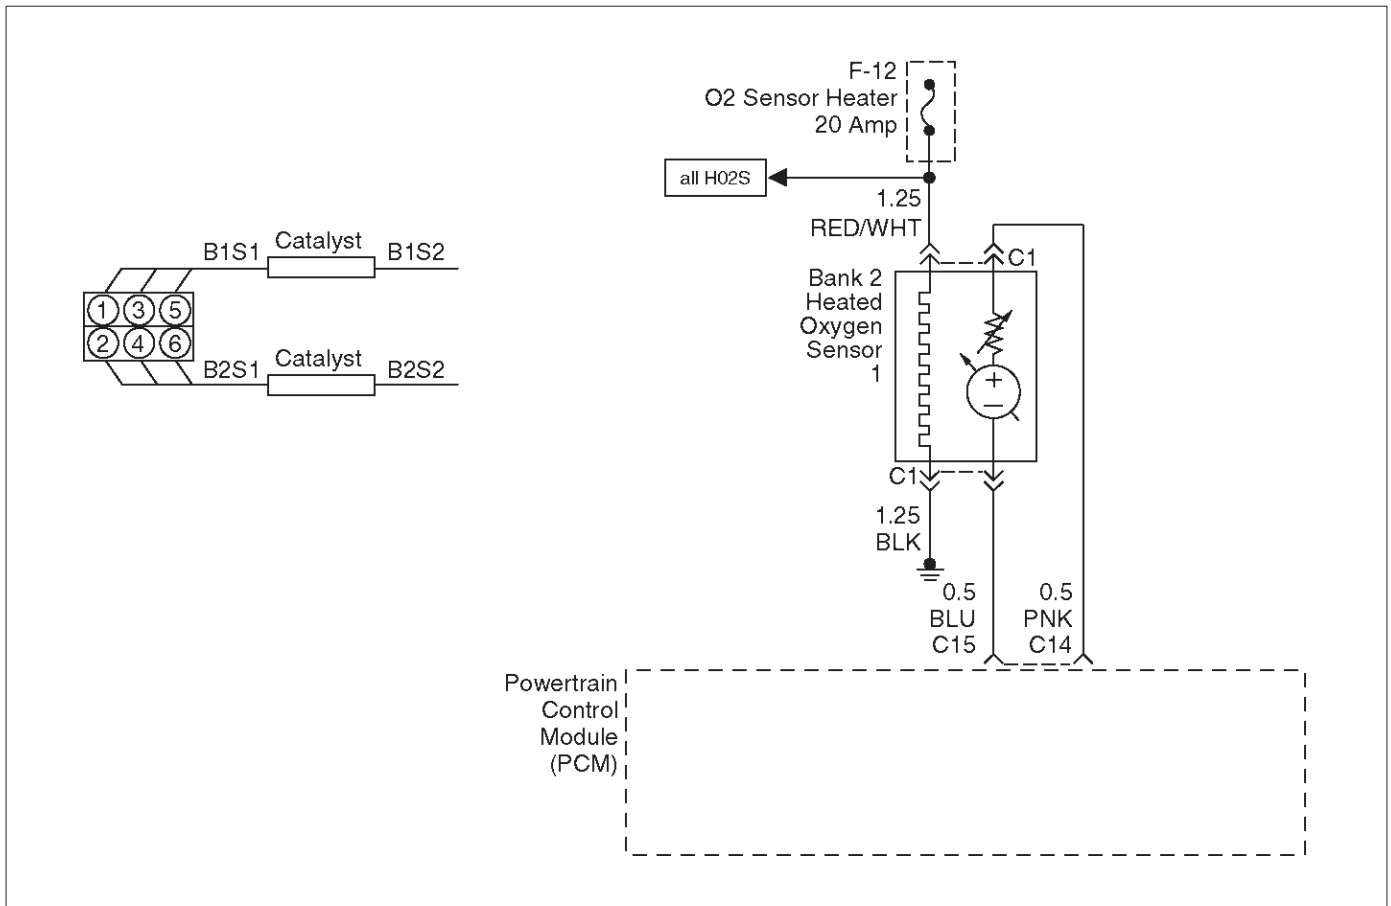 F-12
O2 Sensor Heater
20 Amp
all H02S
1.25
RED/WHT
C1
Bank 2
Heated
Oxygen
Sensor
1
+
−
C1
1.25
BLK
0.5
BLU
C15
0.5
PNK
C14
Powertrain
Control
Module
(PCM)
B1S1 Catalyst B1S2
1 3 5
2 4 6
B2S1 Catalyst B2S2